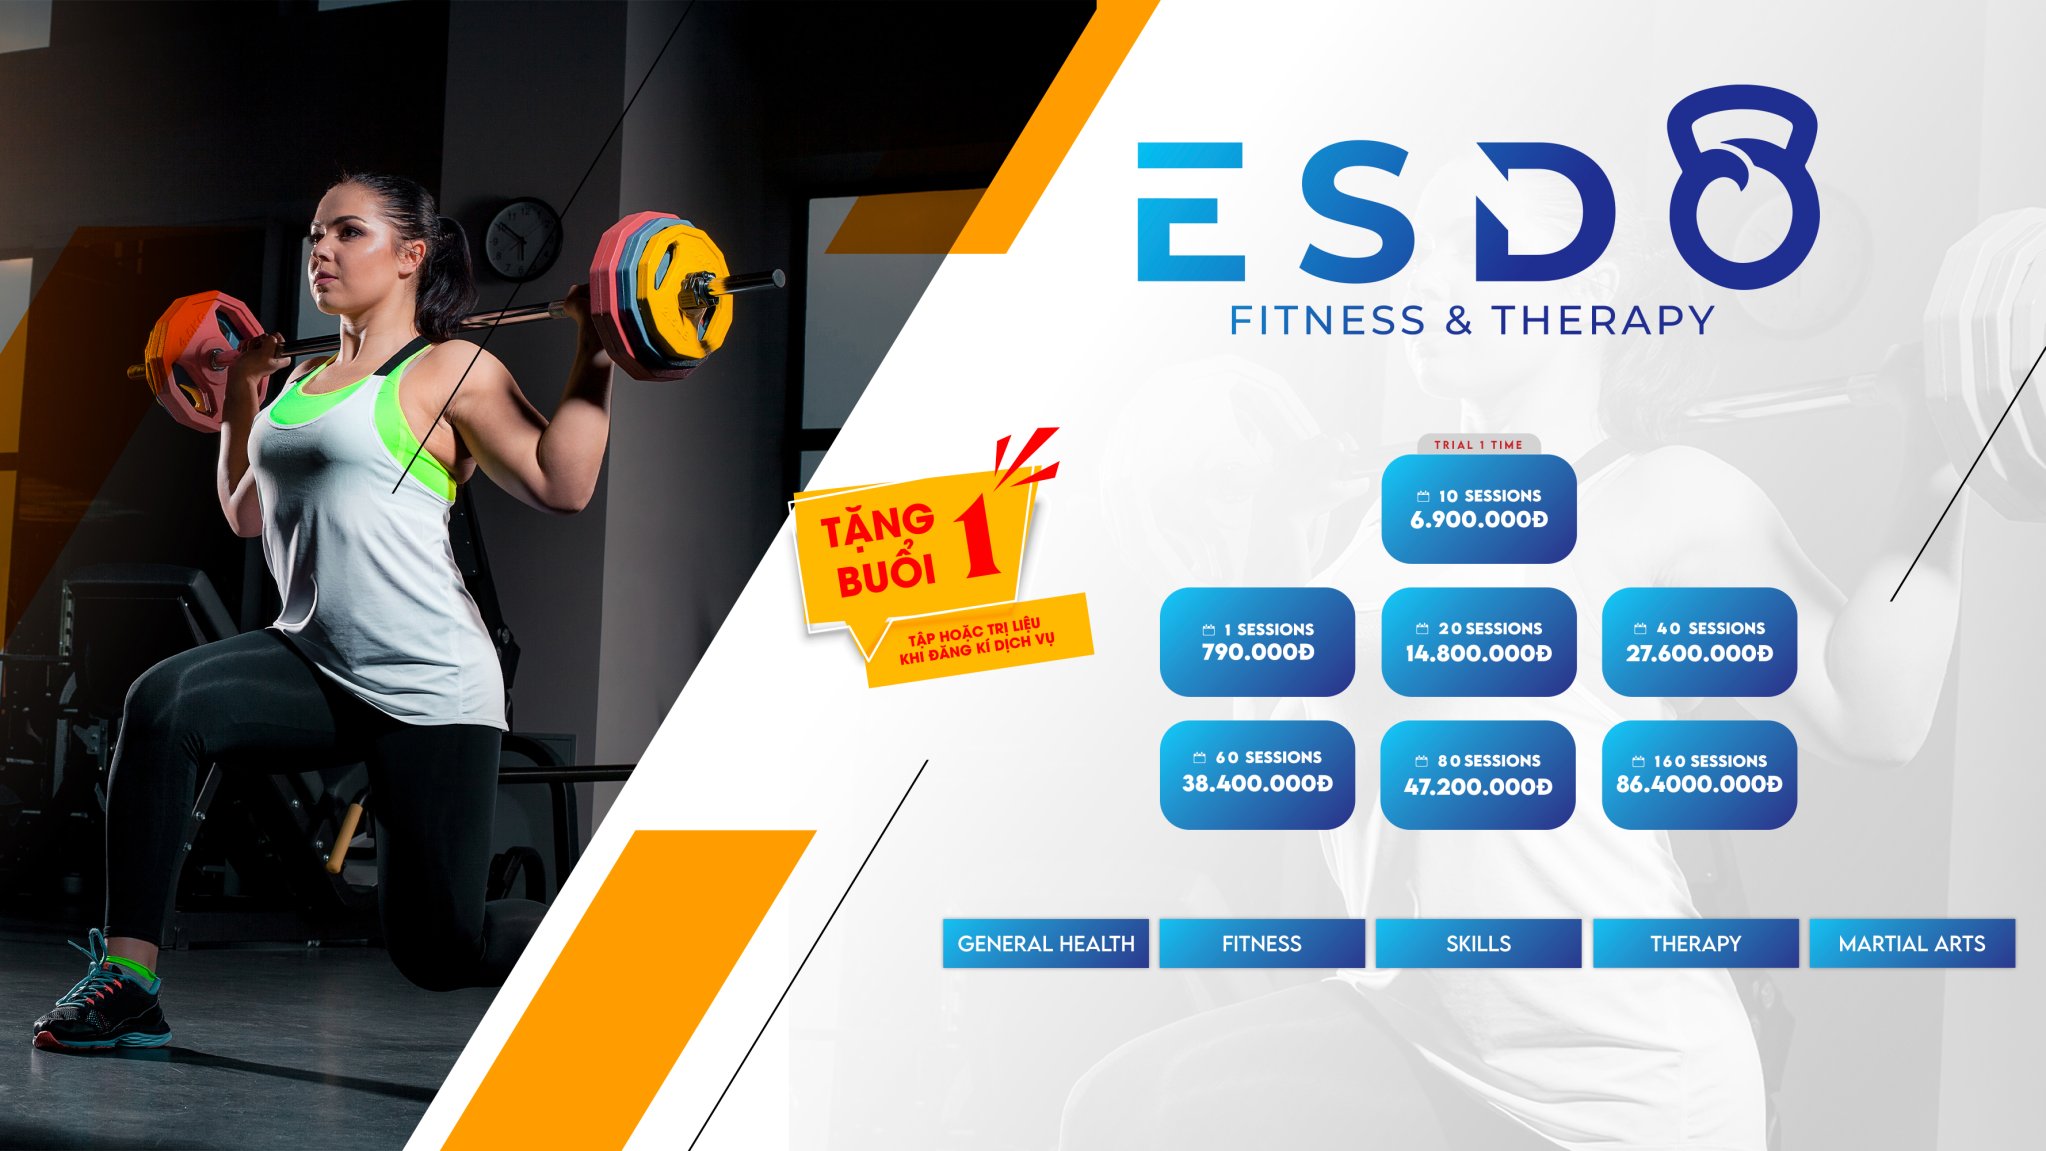 ESDO
FITNESS & THERAPY
TẶNG
BUỔI 1
TẬP HOẶC TRỊ LIỆU
KHI ĐĂNG KÍ DỊCH VỤ
TRIAL 1 TIME
10 SESSIONS
6.900.000Đ
1 SESSIONS
790.000Đ
20 SESSIONS
14.800.000Đ
40 SESSIONS
27.600.000Đ
60 SESSIONS
38.400.000Đ
80 SESSIONS
47.200.000Đ
160 SESSIONS
86.4000.000Đ
GENERAL HEALTH
FITNESS
SKILLS
THERAPY
MARTIAL ARTS